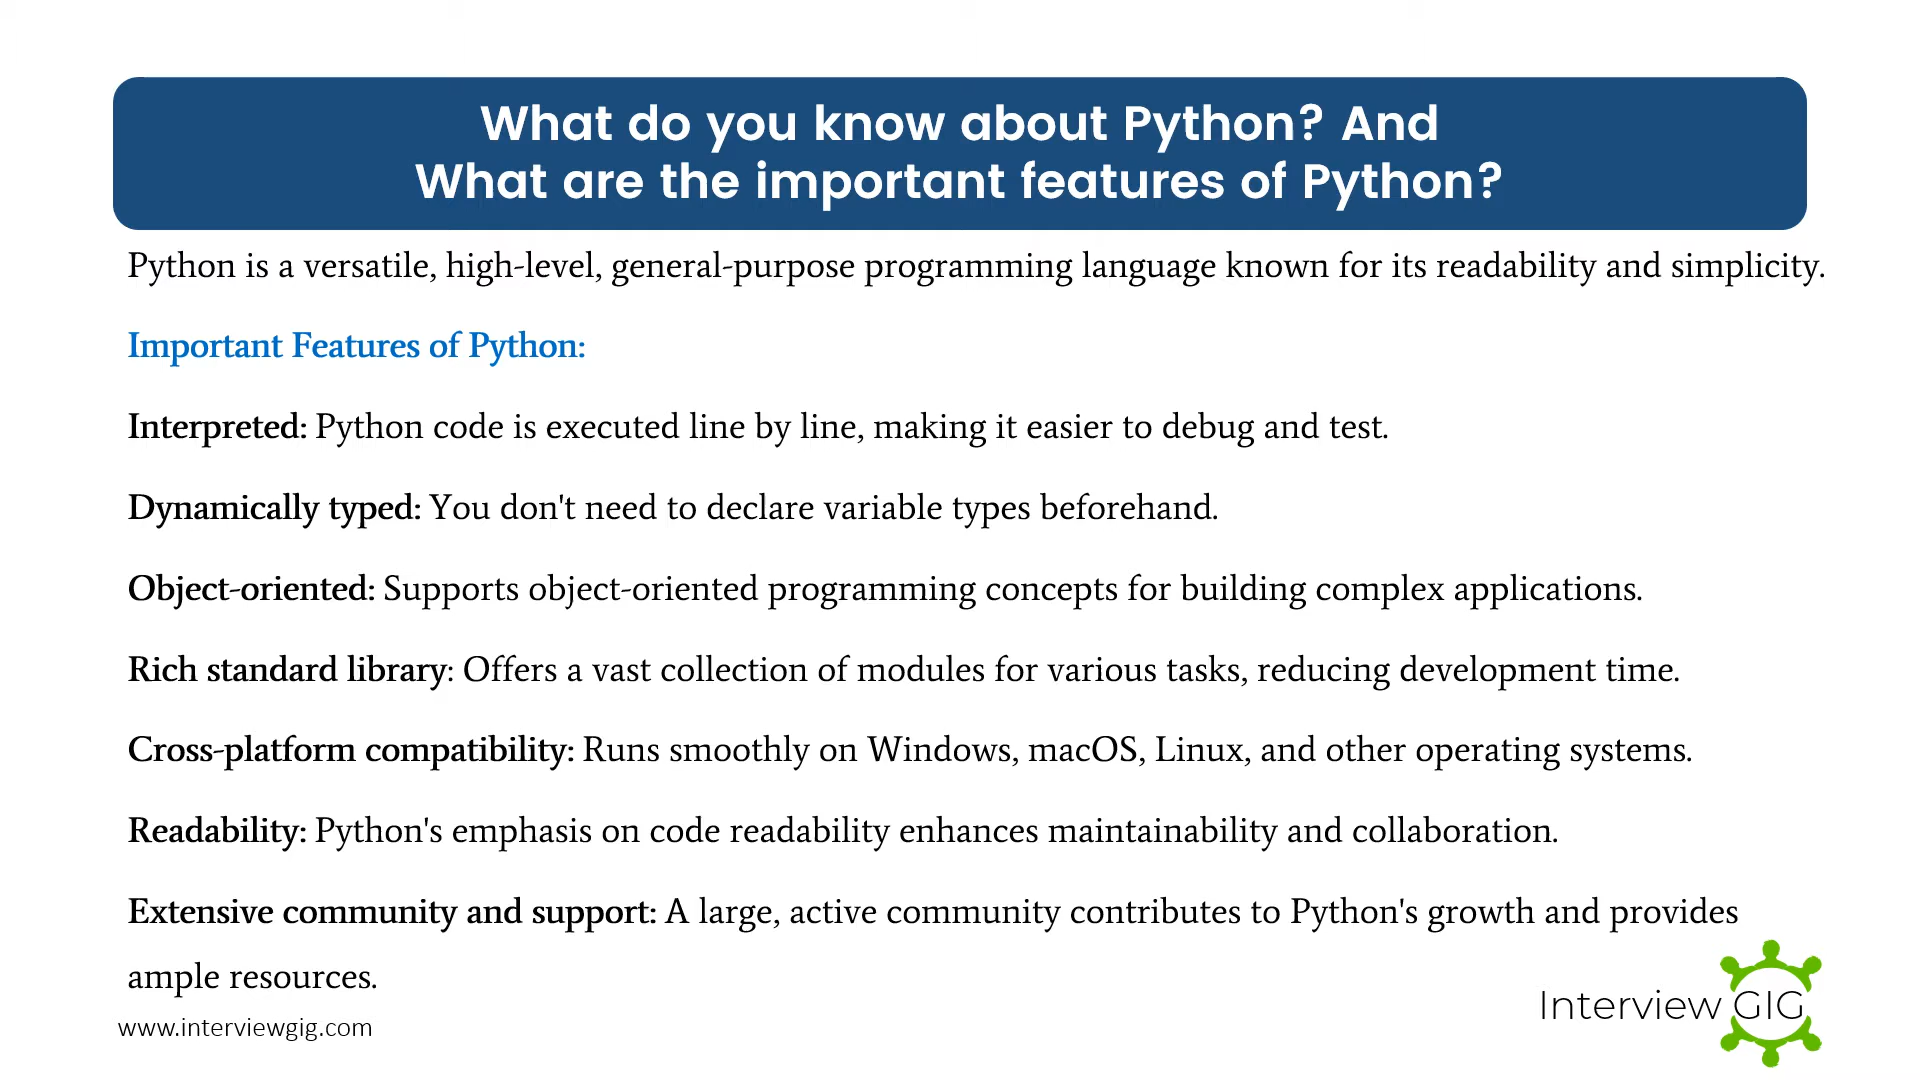 What do you know about Python? And
What are the important features of Python?
Python is a versatile, high-level, general-purpose programming language known for its readability and simplicity.
Important Features of Python:
Interpreted: Python code is executed line by line, making it easier to debug and test.
Dynamically typed: You don't need to declare variable types beforehand.
Object-oriented: Supports object-oriented programming concepts for building complex applications.
Rich standard library: Offers a vast collection of modules for various tasks, reducing development time.
Cross-platform compatibility: Runs smoothly on Windows, macOS, Linux, and other operating systems.
Readability: Python's emphasis on code readability enhances maintainability and collaboration.
Extensive community and support: A large, active community contributes to Python's growth and provides
ample resources.
Interview GIG
www.interviewgig.com